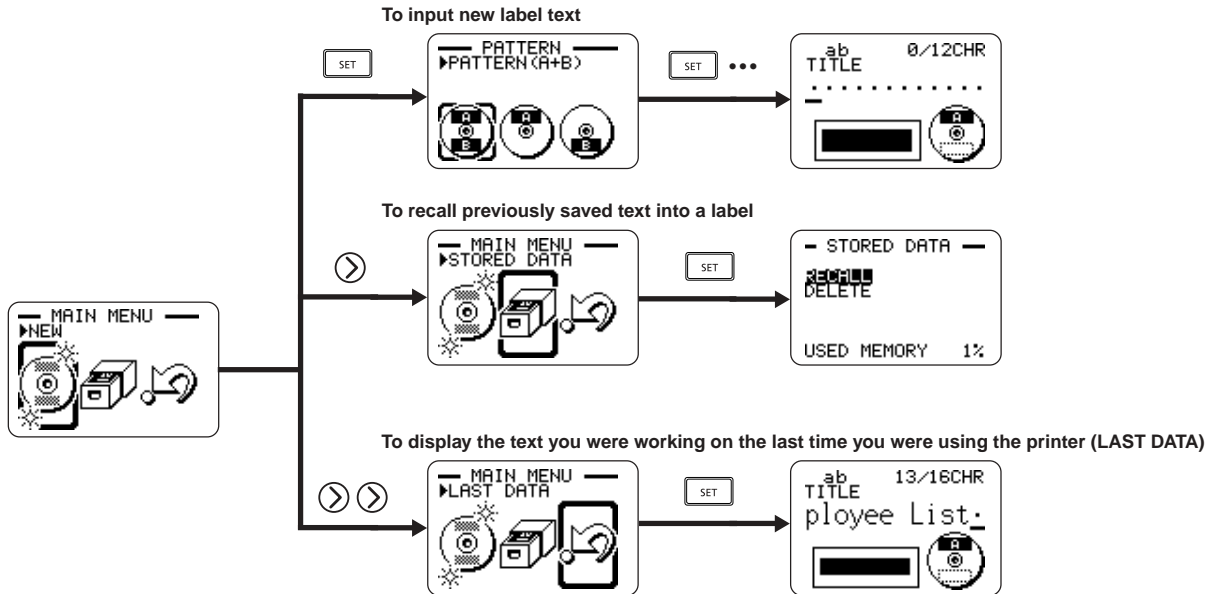 To input new label text
SET
PATTERN
PATTERN(A+B)
A
B
A
B
SET
ab
0/12CHR
TITLE
A
To recall previously saved text into a label
MAIN MENU
STORED DATA
SET
STORED DATA
RECALL
DELETE
USED MEMORY 1%
MAIN MENU
NEW
To display the text you were working on the last time you were using the printer (LAST DATA)
MAIN MENU
LAST DATA
SET
ab
13/16CHR
TITLE
ployee List
A